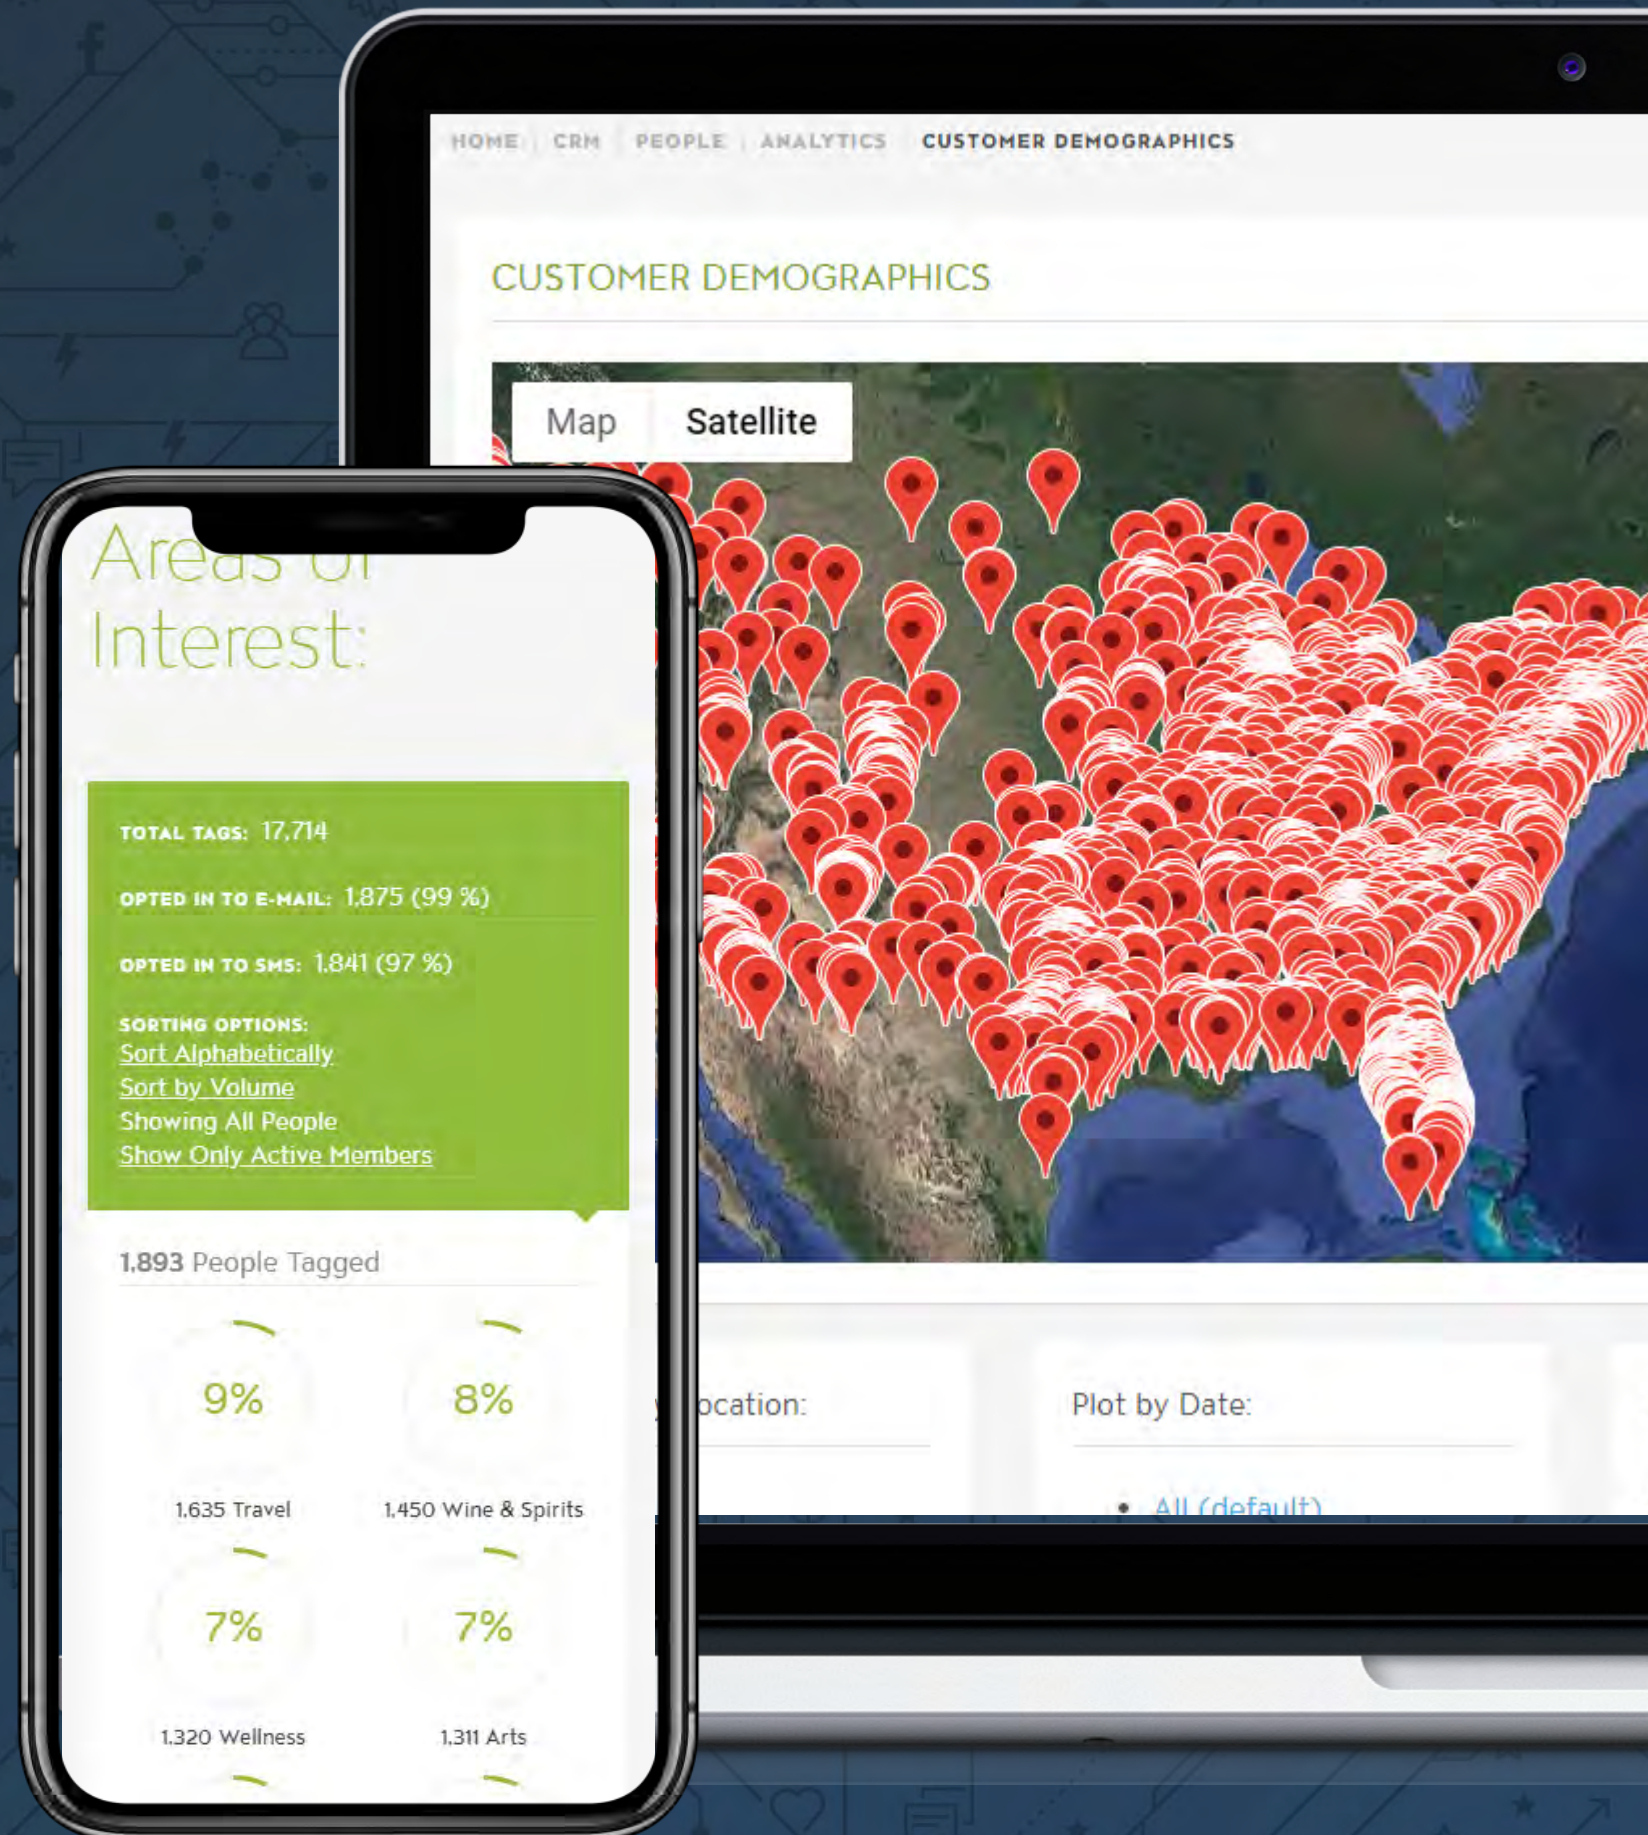 HOME CRM PEOPLE ANALYTICS CUSTOMER DEMOGRAPHICS
CUSTOMER DEMOGRAPHICS
Map Satellite
ocation:
Plot by Date:
All (default)
Areas of
Interest:
TOTAL TAGS: 17,714
OPTED IN TO E-MAIL: 1,875 (99 %)
OPTED IN TO SMS: 1,841 (97 %)
SORTING OPTIONS:
Sort Alphabetically
Sort by Volume
Showing All People
Show Only Active Members
1,893 People Tagged
9% 8%
1,635 Travel 1,450 Wine & Spirits
7% 7%
1,320 Wellness 1,311 Arts